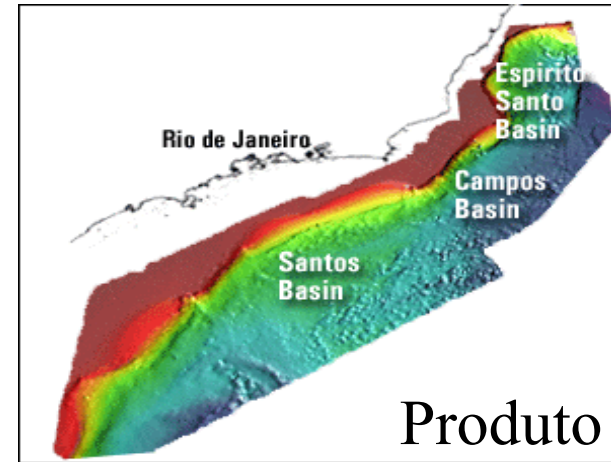 Espirito
Santo
Basin
Rio de Janeiro
Campos
Basin
Santos
Basin
Produto